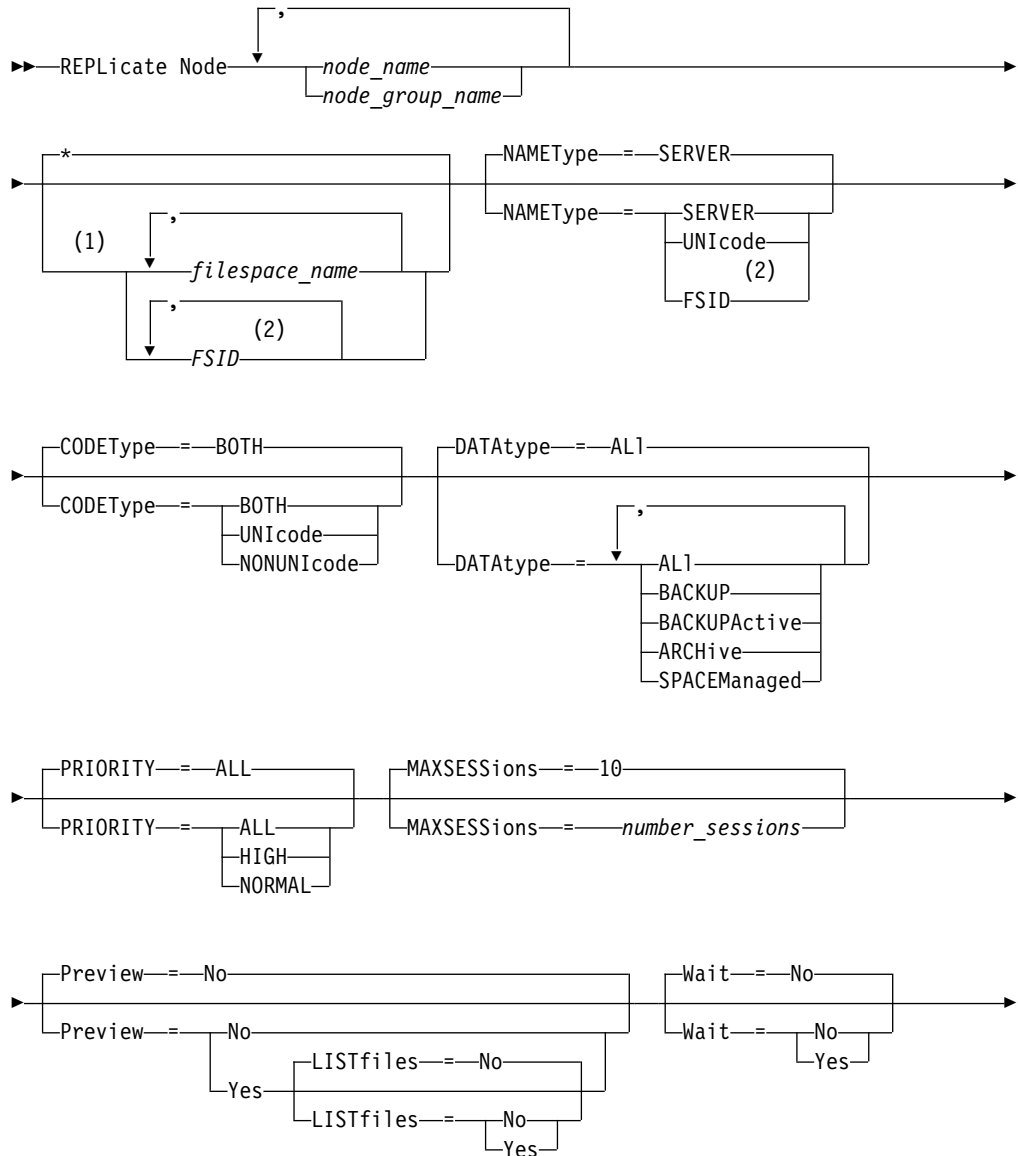 ,
REPLicate Node node_name
node_group_name
*
(1) ,
filespace_name
, (2)
FSID
NAMEType = SERVER
NAMEType = SERVER
UNIcode
(2)
FSID
CODEType = BOTH
CODEType = BOTH
UNIcode
NONUNIcode
DATAtype = ALl
,
DATAtype = ALl
BACKUP
BACKUPActive
ARCHive
SPACEManaged
PRIORITY = ALL
PRIORITY = ALL
HIGH
NORMAL
MAXSESSions = 10
MAXSESSions = number_sessions
Preview = No
Preview = No
LISTfiles = No
Yes
LISTfiles = No
Yes
Wait = No
Wait = No
Yes